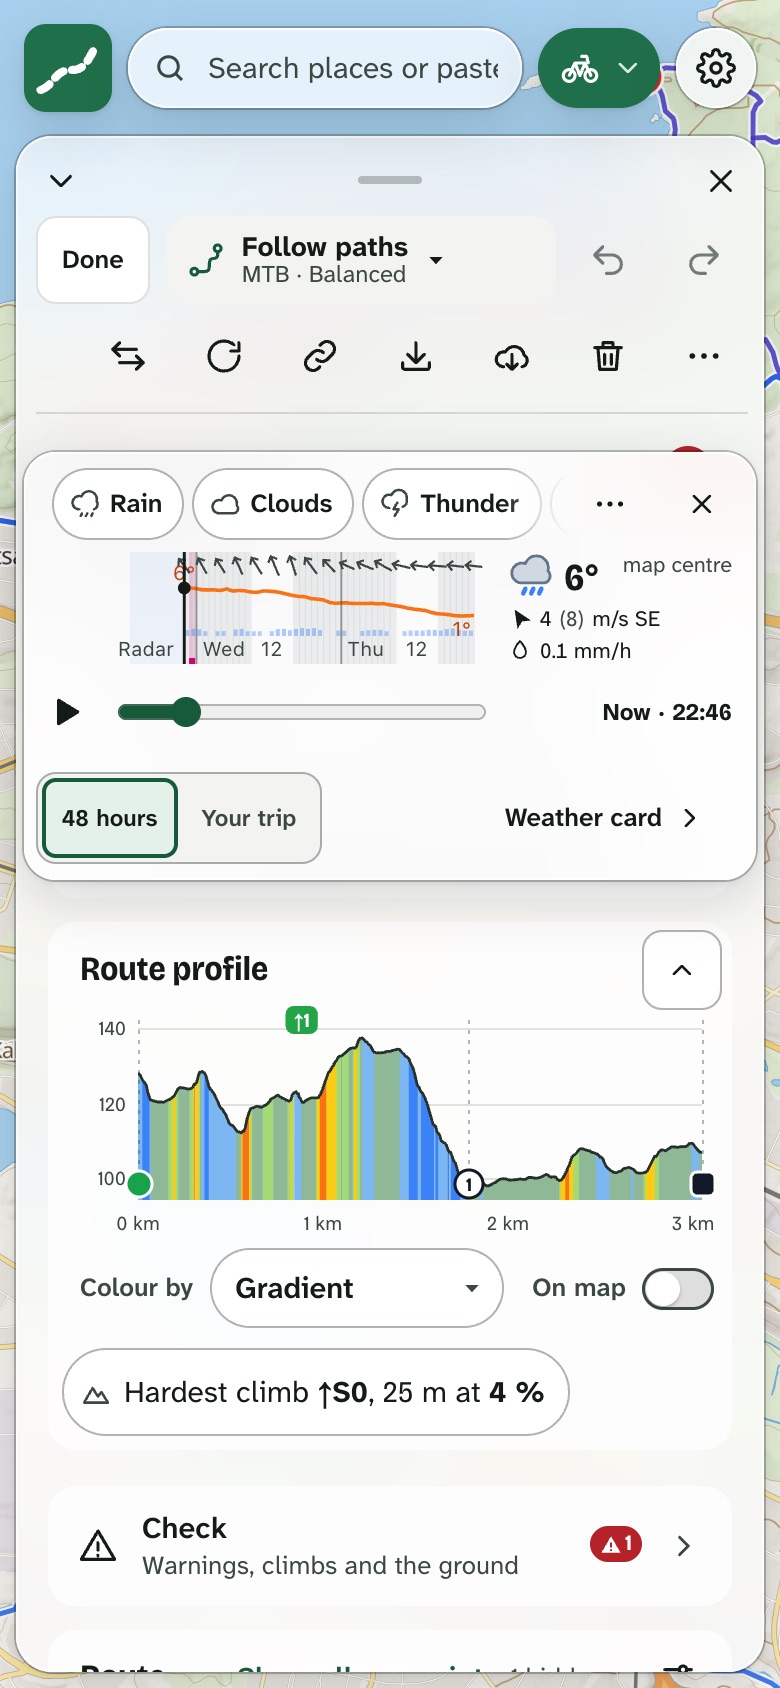 Search places or paste
Done
Follow paths
MTB · Balanced
Rain
Clouds
Thunder
6°
1°
Radar
Wed
12
Thu
12
6°
map centre
4 (8) m/s SE
0.1 mm/h
Now · 22:46
48 hours
Your trip
Weather card
Route profile
↑1
140
120
100
1
0 km
1 km
2 km
3 km
Colour by
Gradient
On map
Hardest climb ↑S0, 25 m at 4 %
Check
Warnings, climbs and the ground
1